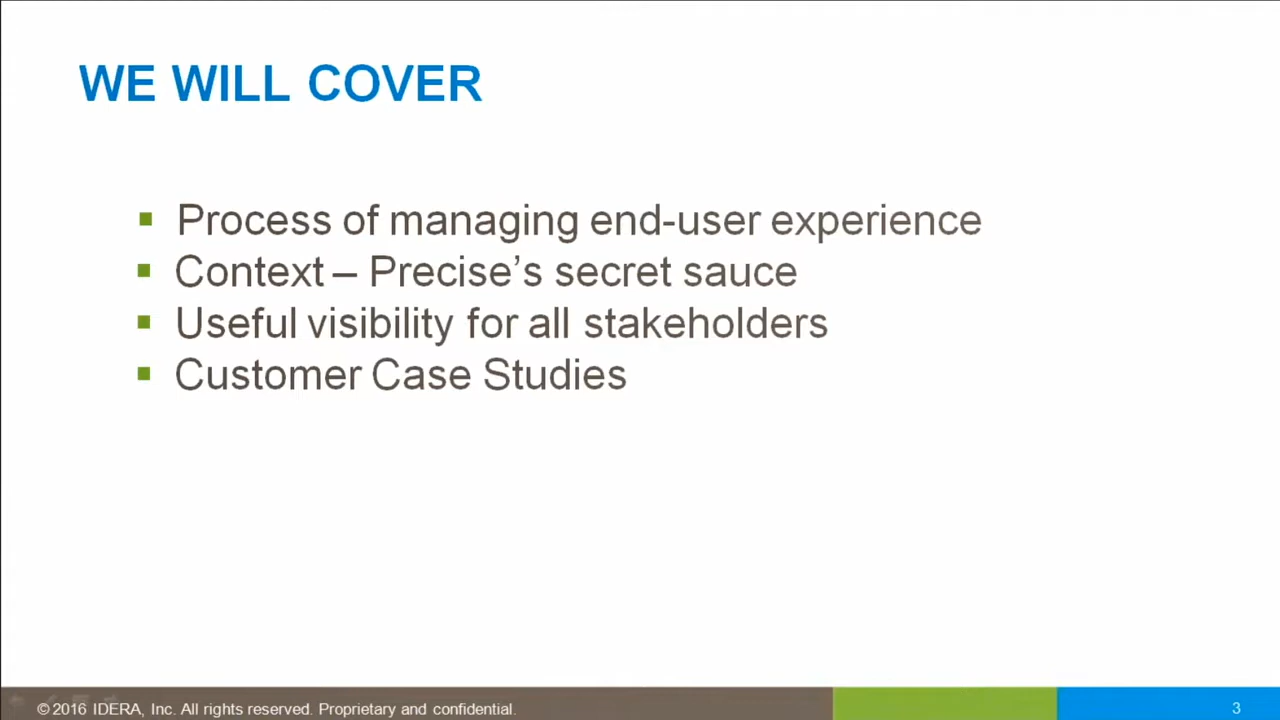 WE WILL COVER
▪ Process of managing end-user experience
▪ Context – Precise’s secret sauce
▪ Useful visibility for all stakeholders
▪ Customer Case Studies
© 2016 IDERA, Inc. All rights reserved. Proprietary and confidential.
3